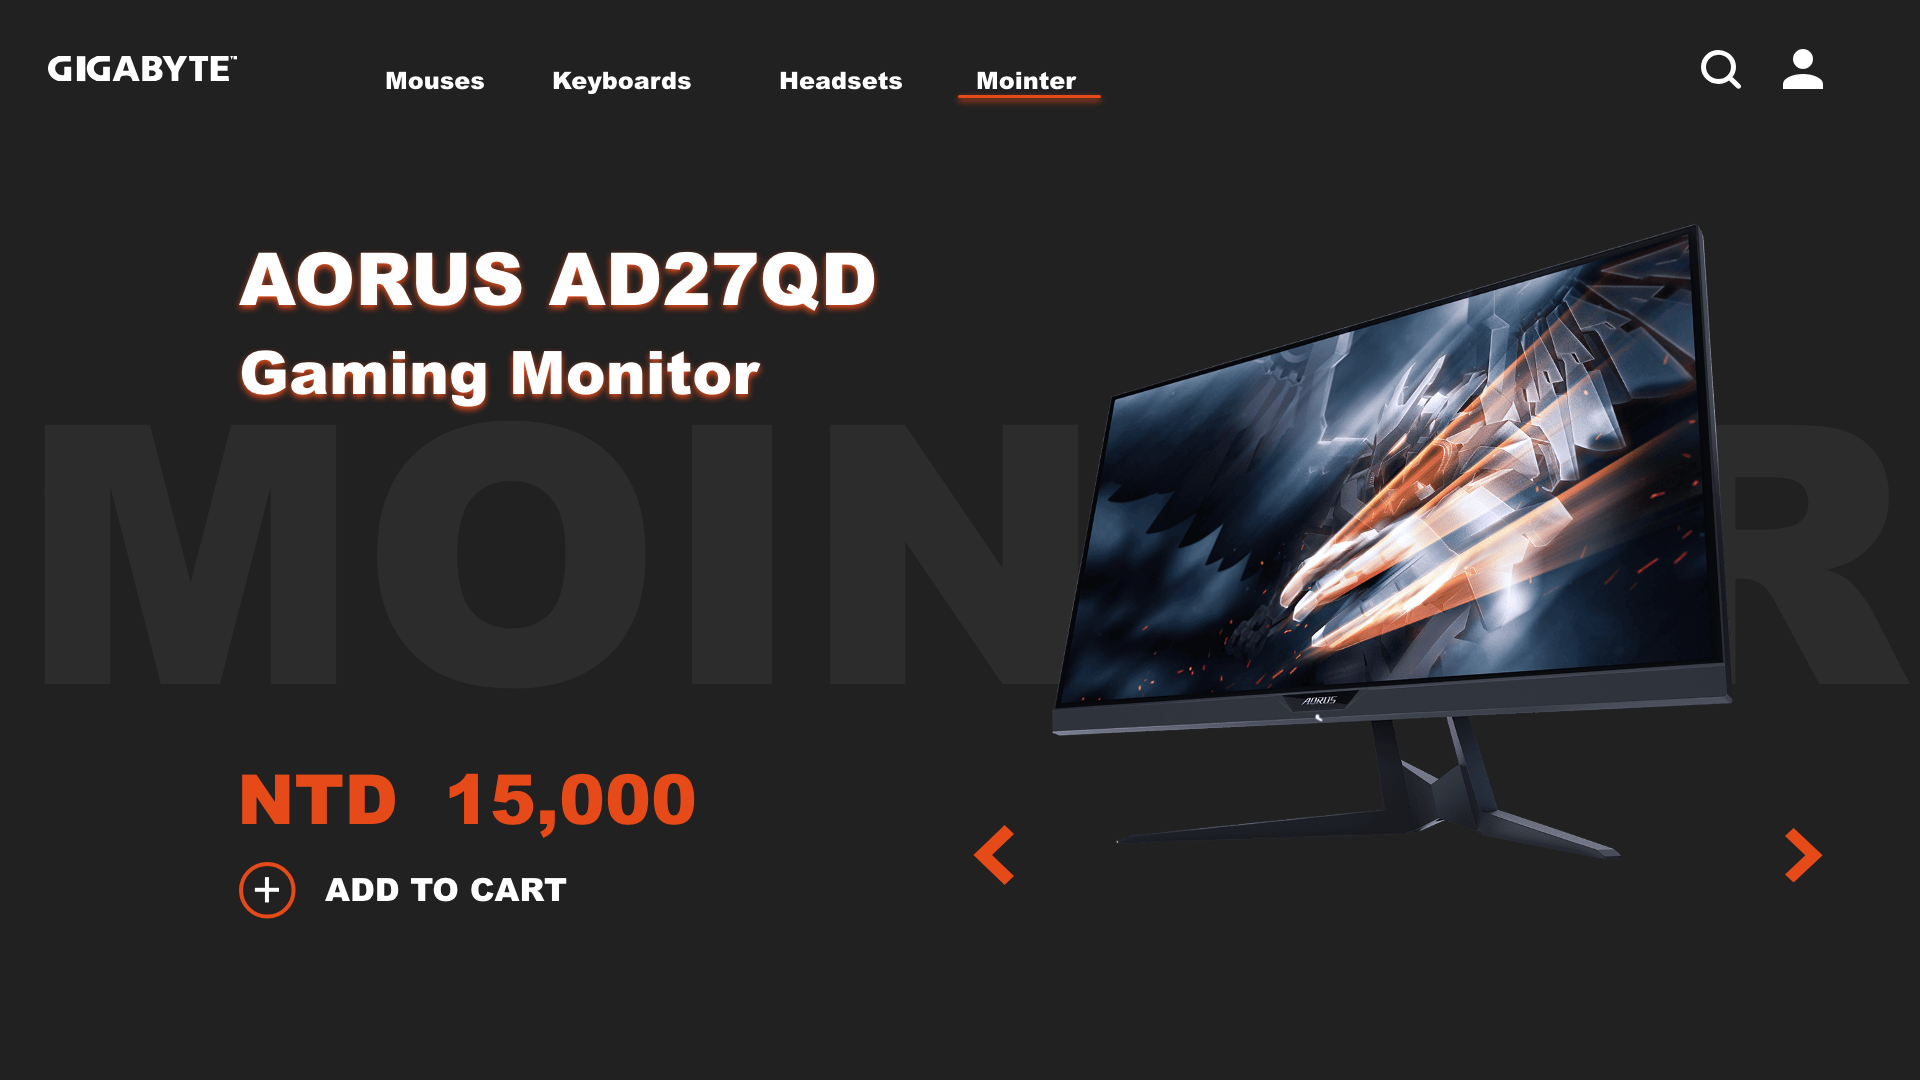 GIGABYTE™
Mouses Keyboards Headsets Mointer
AORUS AD27QD
Gaming Monitor
MOIN R
AORUS
NTD 15,000
ADD TO CART